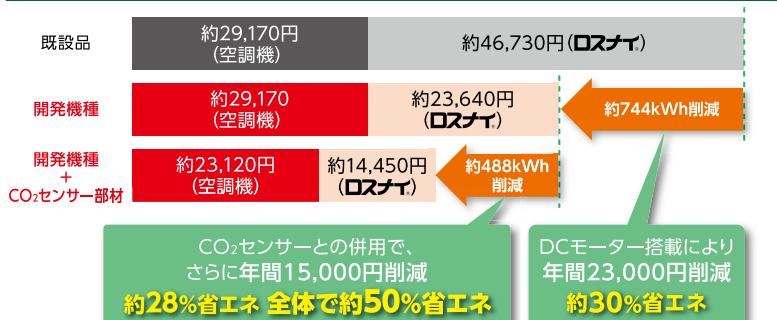 既設品
約29,170円
(空調機)
約46,730円(ロスナイ®)
開発機種
約29,170
(空調機)
約23,640円
(ロスナイ®)
約744kWh削減
開発機種
+
CO₂センサー部材
約23,120円
(空調機)
約14,450円
(ロスナイ®)
約488kWh
削減
CO₂センサーとの併用で、
さらに年間15,000円削減
約28%省エネ 全体で約50%省エネ
DCモーター搭載により
年間23,000円削減
約30%省エネ